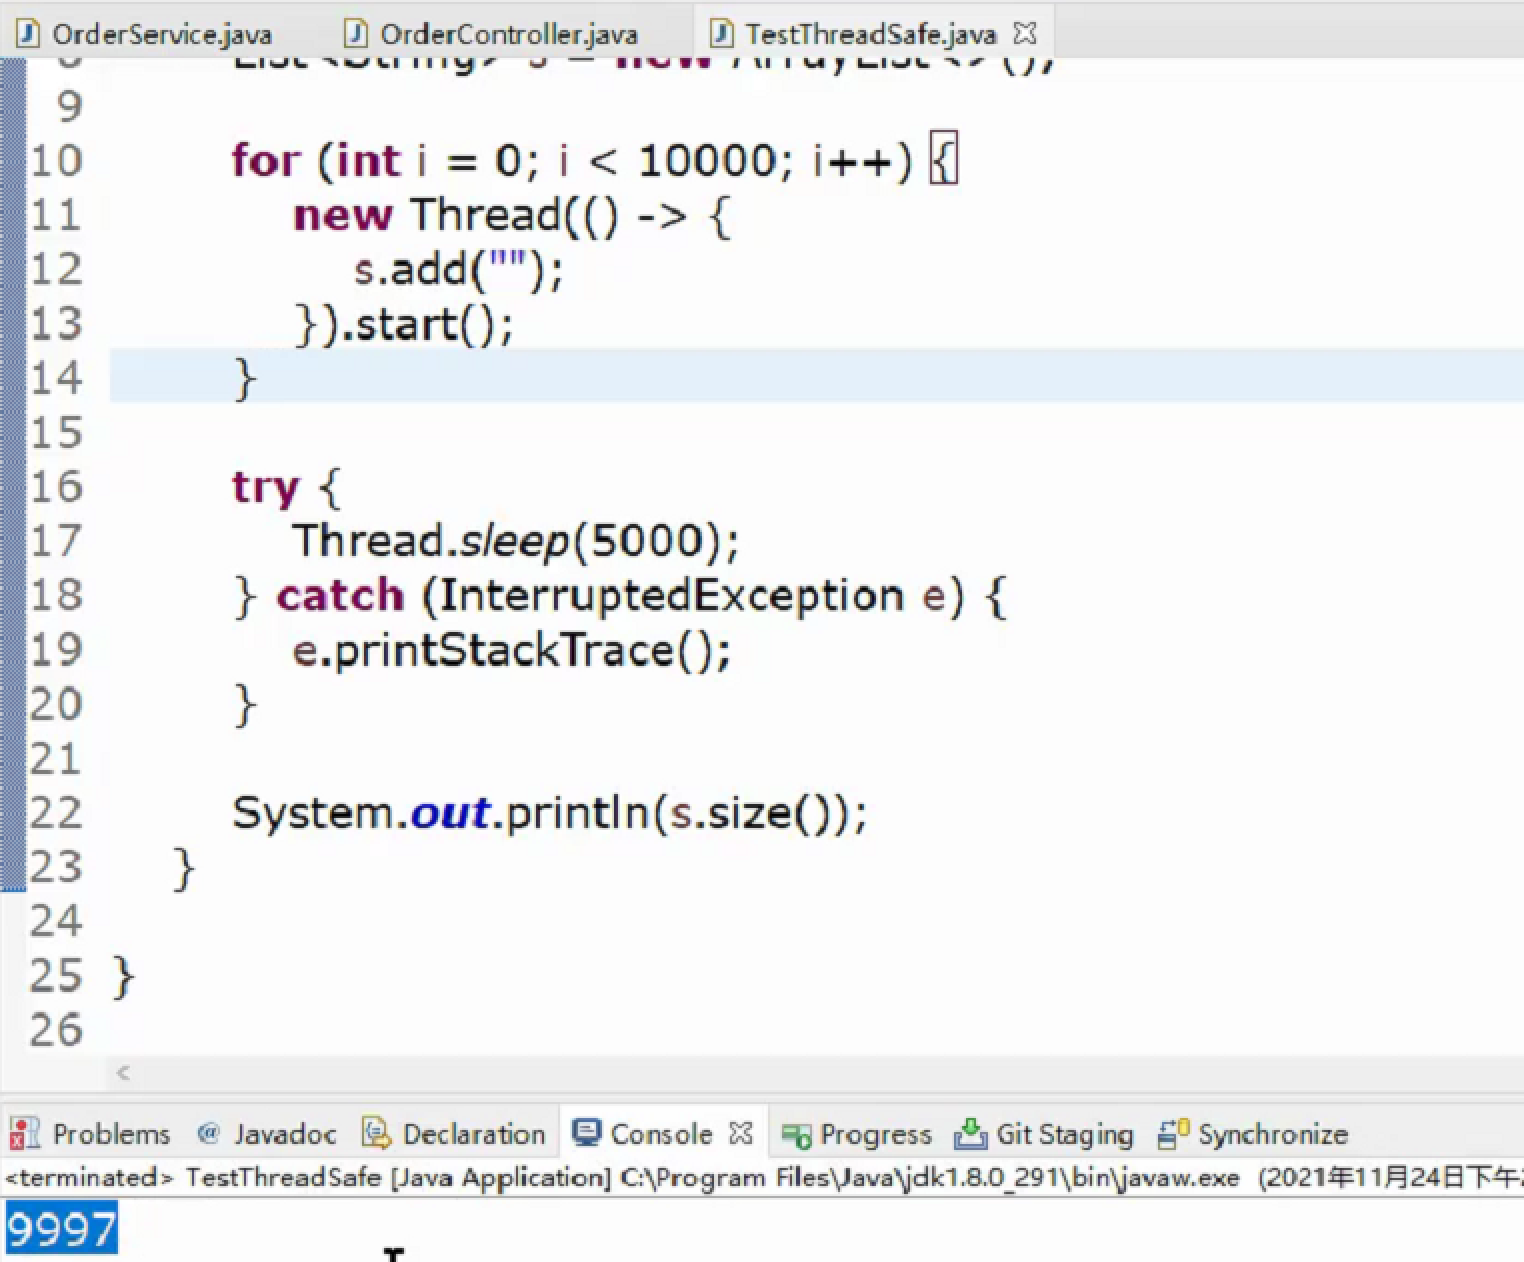 OrderService.java OrderController.java TestThreadSafe.java
List<String> s = new ArrayList<>();
9
10 for (int i = 0; i < 10000; i++) {
11 new Thread(() -> {
12 s.add("");
13 }).start();
14 }
15
16 try {
17 Thread.sleep(5000);
18 } catch (InterruptedException e) {
19 e.printStackTrace();
20 }
21
22 System.out.println(s.size());
23 }
24
25 }
26
Problems Javadoc Declaration Console Progress Git Staging Synchronize
<terminated> TestThreadSafe [Java Application] C:\Program Files\Java\jdk1.8.0_291\bin\javaw.exe (2021年11月24日下午
9997